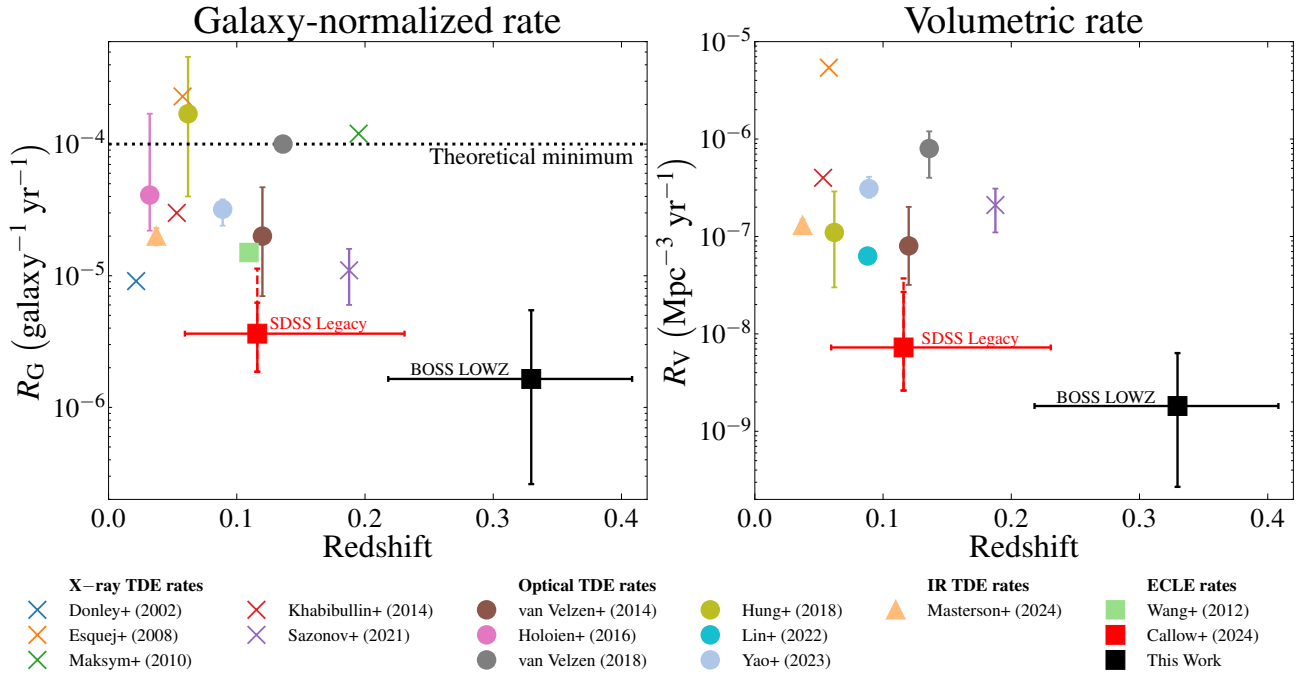 Galaxy-normalized rate
Volumetric rate
R_G (galaxy⁻¹ yr⁻¹)
10⁻⁴
10⁻⁵
10⁻⁶
Theoretical minimum
SDSS Legacy
BOSS LOWZ
0.0 0.1 0.2 0.3 0.4
Redshift
R_V (Mpc⁻³ yr⁻¹)
10⁻⁵
10⁻⁶
10⁻⁷
10⁻⁸
10⁻⁹
SDSS Legacy
BOSS LOWZ
0.0 0.1 0.2 0.3 0.4
Redshift
X−ray TDE rates
Donley+ (2002)
Esquej+ (2008)
Maksym+ (2010)
Khabibullin+ (2014)
Sazonov+ (2021)
Optical TDE rates
van Velzen+ (2014)
Holoien+ (2016)
van Velzen (2018)
Hung+ (2018)
Lin+ (2022)
Yao+ (2023)
IR TDE rates
Masterson+ (2024)
ECLE rates
Wang+ (2012)
Callow+ (2024)
This Work